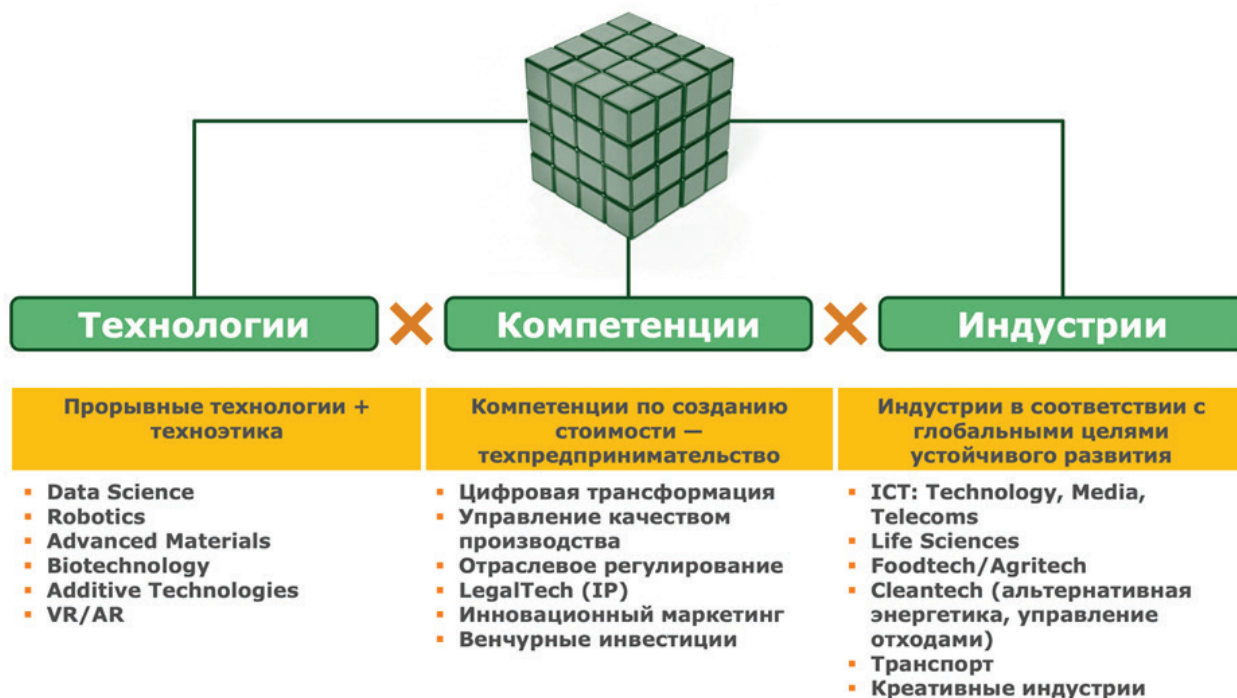 Технологии
Компетенции
Индустрии
Прорывные технологии +
техноэтика
▪ Data Science
▪ Robotics
▪ Advanced Materials
▪ Biotechnology
▪ Additive Technologies
▪ VR/AR
Компетенции по созданию
стоимости —
техпредпринимательство
▪ Цифровая трансформация
▪ Управление качеством
производства
▪ Отраслевое регулирование
▪ LegalTech (IP)
▪ Инновационный маркетинг
▪ Венчурные инвестиции
Индустрии в соответствии с
глобальными целями
устойчивого развития
▪ ICT: Technology, Media,
Telecoms
▪ Life Sciences
▪ Foodtech/Agritech
▪ Cleantech (альтернативная
энергетика, управление
отходами)
▪ Транспорт
▪ Креативные индустрии